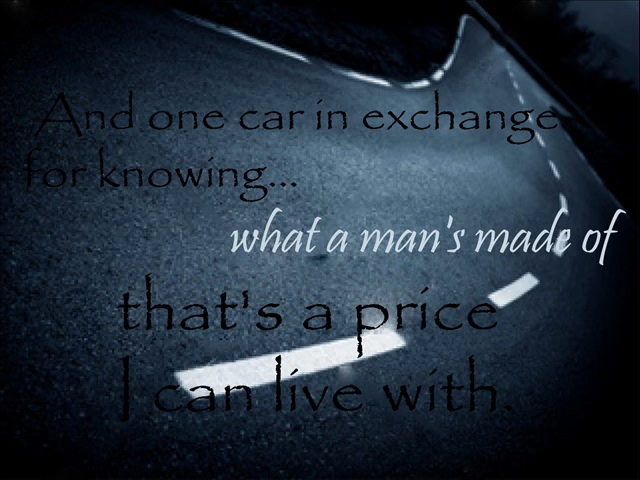 And one car in exchange
for knowing...
what a man's made of
that's a price
I can live with.